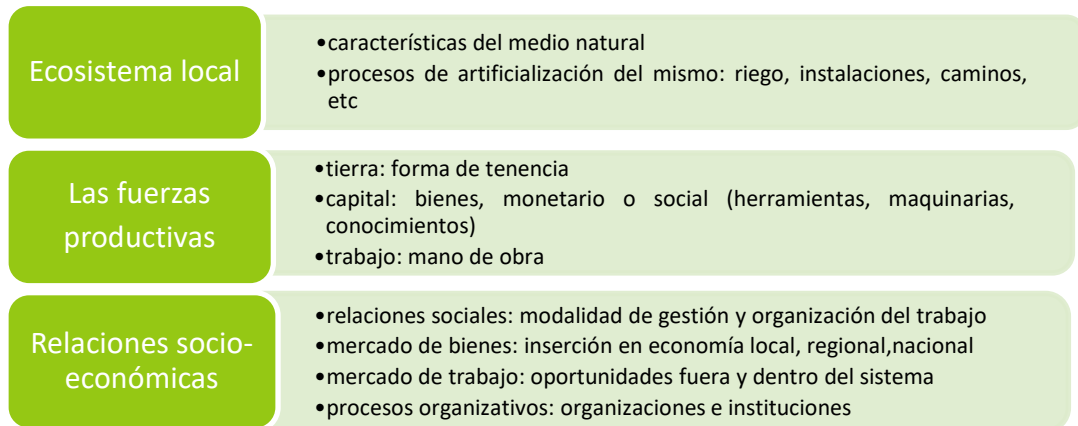 Ecosistema local
•características del medio natural
•procesos de artificialización del mismo: riego, instalaciones, caminos,
etc
Las fuerzas
productivas
•tierra: forma de tenencia
•capital: bienes, monetario o social (herramientas, maquinarias,
conocimientos)
•trabajo: mano de obra
Relaciones socio-
económicas
•relaciones sociales: modalidad de gestión y organización del trabajo
•mercado de bienes: inserción en economía local, regional,nacional
•mercado de trabajo: oportunidades fuera y dentro del sistema
•procesos organizativos: organizaciones e instituciones